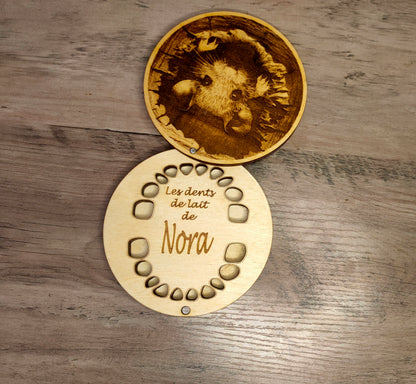 Les dents
de lait
de
Nora